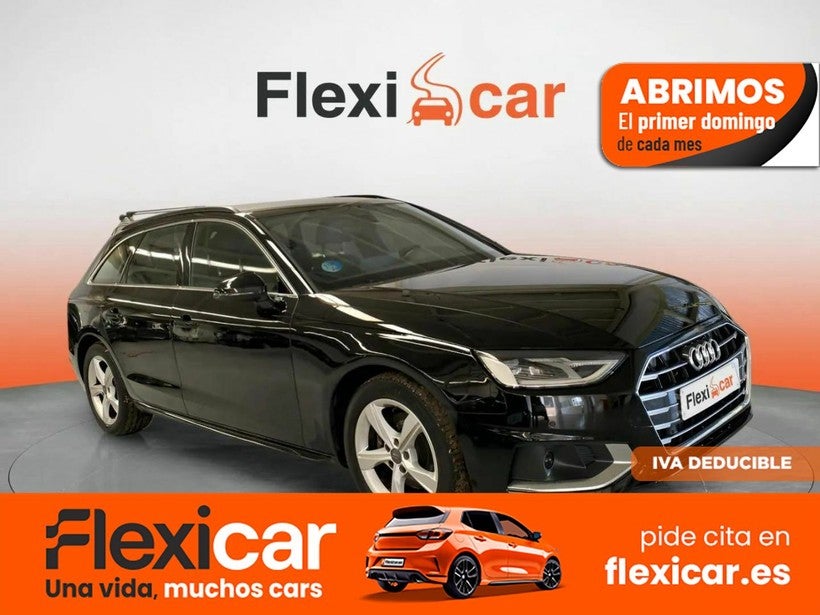 Flexicar
ABRIMOS
El primer domingo
de cada mes
Flexicar
IVA DEDUCIBLE
Flexicar
Una vida, muchos cars
pide cita en
flexicar.es